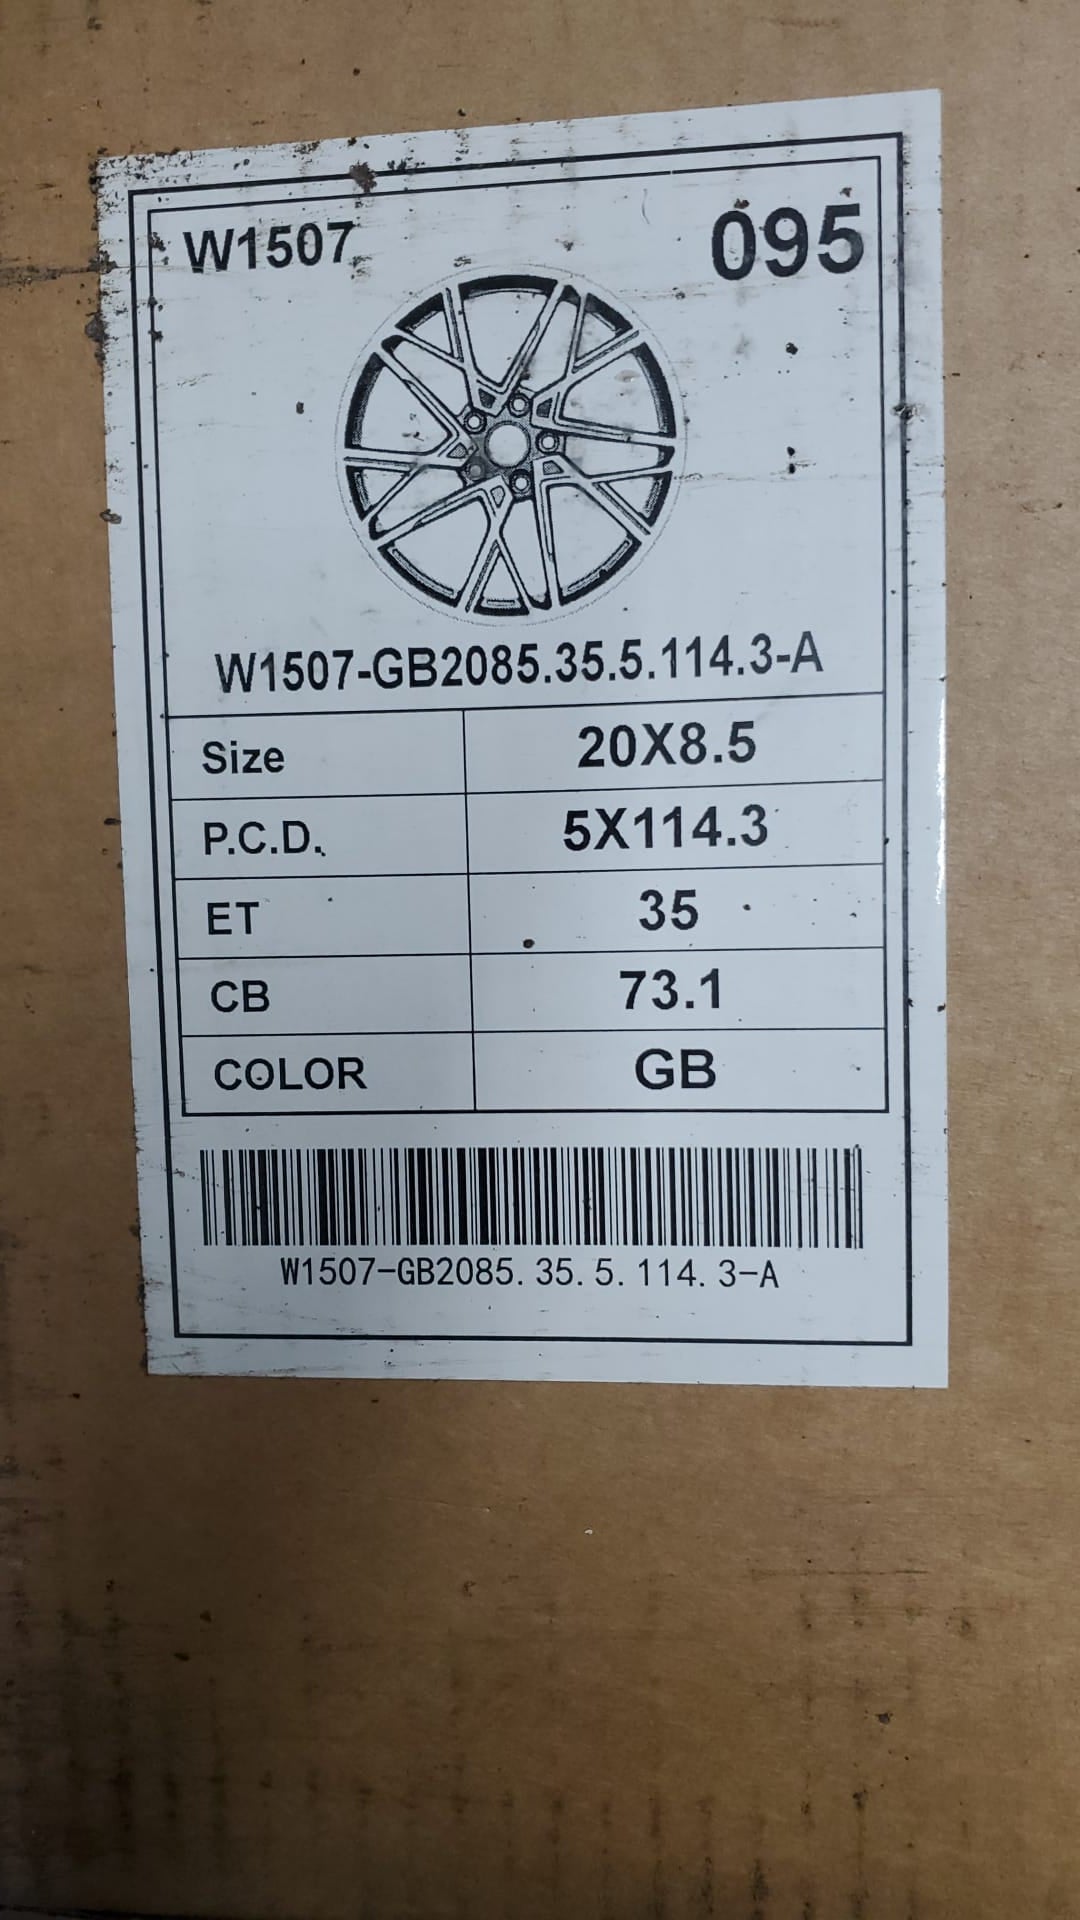 W1507 095
W1507-GB2085.35.5.114.3-A
Size 20X8.5
P.C.D. 5X114.3
ET 35
CB 73.1
COLOR GB
W1507-GB2085. 35. 5. 114. 3-A